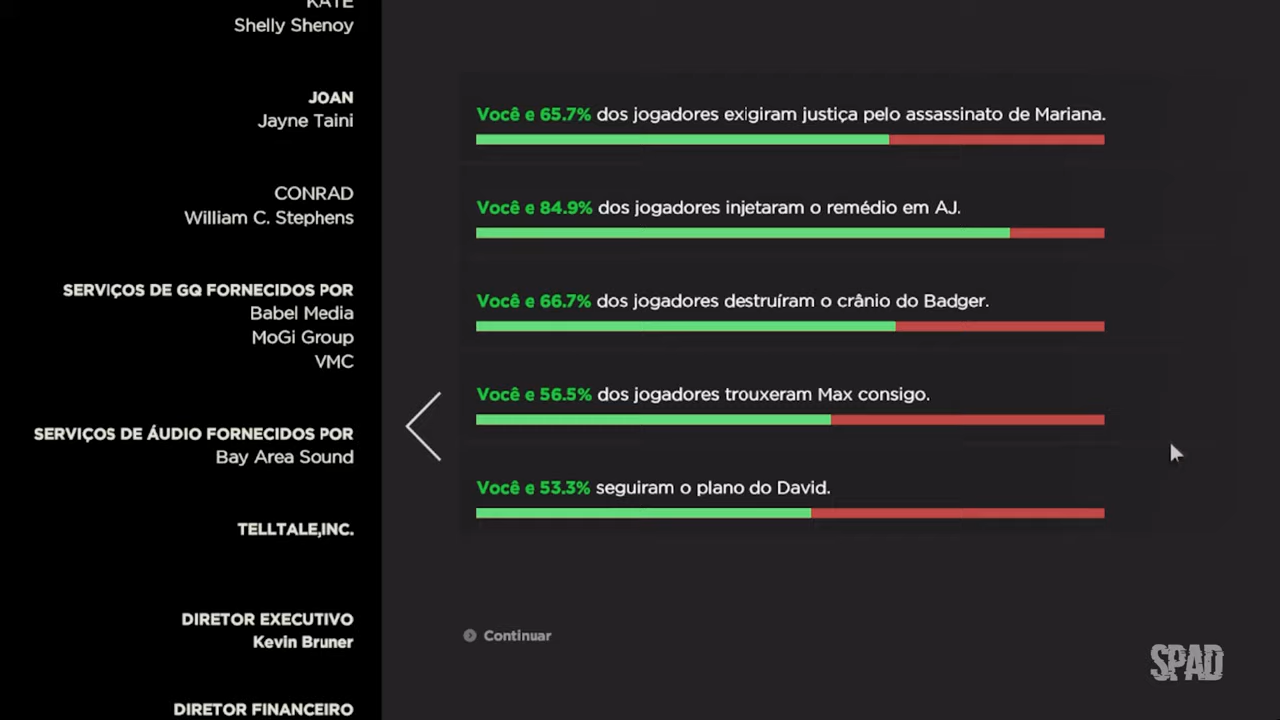 KATE
Shelly Shenoy
JOAN
Jayne Taini
CONRAD
William C. Stephens
SERVIÇOS DE GQ FORNECIDOS POR
Babel Media
MoGi Group
VMC
SERVIÇOS DE ÁUDIO FORNECIDOS POR
Bay Area Sound
TELLTALE,INC.
DIRETOR EXECUTIVO
Kevin Bruner
DIRETOR FINANCEIRO
Você e 65.7% dos jogadores exigiram justiça pelo assassinato de Mariana.
Você e 84.9% dos jogadores injetaram o remédio em AJ.
Você e 66.7% dos jogadores destruíram o crânio do Badger.
Você e 56.5% dos jogadores trouxeram Max consigo.
Você e 53.3% seguiram o plano do David.
Continuar
SPAD